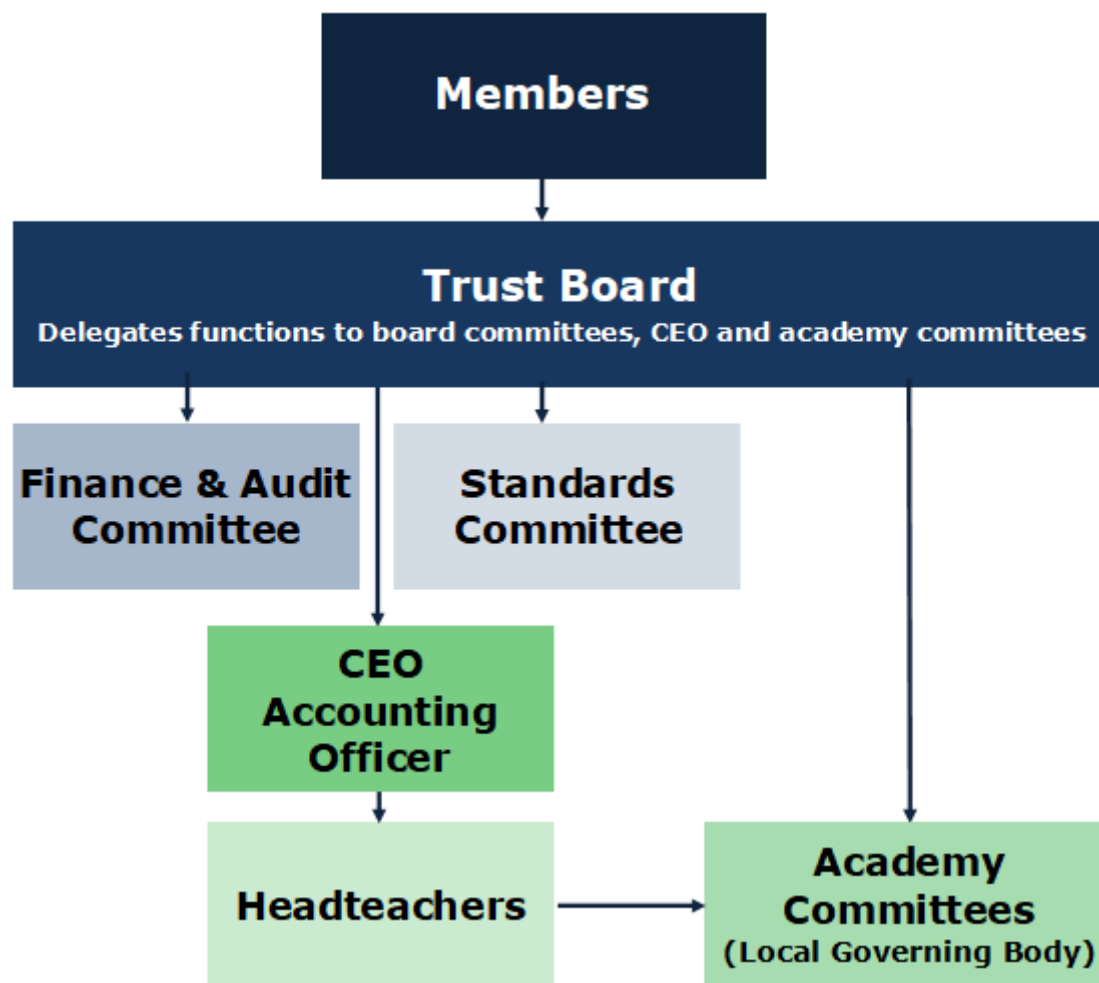 Members
Trust Board
Delegates functions to board committees, CEO and academy committees
Finance & Audit
Committee
Standards
Committee
CEO
Accounting
Officer
Headteachers
Academy
Committees
(Local Governing Body)